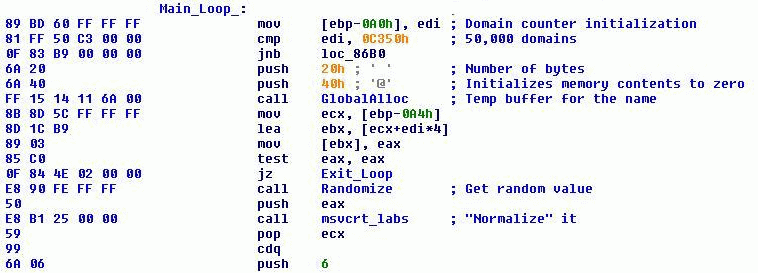 Main_Loop_:
89 BD 60 FF FF FF mov [ebp-0A0h], edi ; Domain counter initialization
81 FF 50 C3 00 00 cmp edi, 0C350h ; 50,000 domains
0F 83 B9 00 00 00 jnb loc_86B0
6A 20 push 20h ; ' ' ; Number of bytes
6A 40 push 40h ; '@' ; Initializes memory contents to zero
FF 15 14 11 6A 00 call GlobalAlloc ; Temp buffer for the name
8B 8D 5C FF FF FF mov ecx, [ebp-0A4h]
8D 1C B9 lea ebx, [ecx+edi*4]
89 03 mov [ebx], eax
85 C0 test eax, eax
0F 84 4E 02 00 00 jz Exit_Loop
E8 90 FE FF FF call Randomize ; Get random value
50 push eax
E8 B1 25 00 00 call msvcrt_labs ; "Normalize" it
59 pop ecx
99 cdq
6A 06 push 6